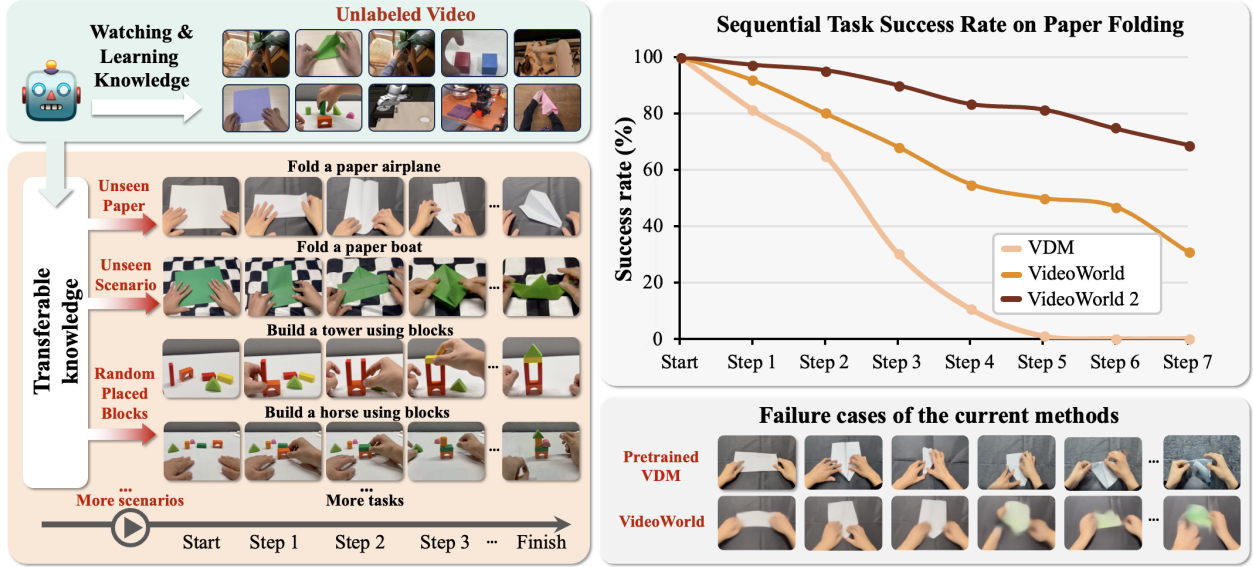 Unlabeled Video
Watching &
Learning
Knowledge
Transferable
knowledge
Fold a paper airplane
Unseen
Paper
...
Fold a paper boat
Unseen
Scenario
...
Build a tower using blocks
Random
Placed
Blocks
...
Build a horse using blocks
...
...
More scenarios
...
More tasks
Start Step 1 Step 2 Step 3 ... Finish
Sequential Task Success Rate on Paper Folding
Success rate (%)
100
80
60
40
20
0
VDM
VideoWorld
VideoWorld 2
Start Step 1 Step 2 Step 3 Step 4 Step 5 Step 6 Step 7
Failure cases of the current methods
Pretrained
VDM
...
VideoWorld
...